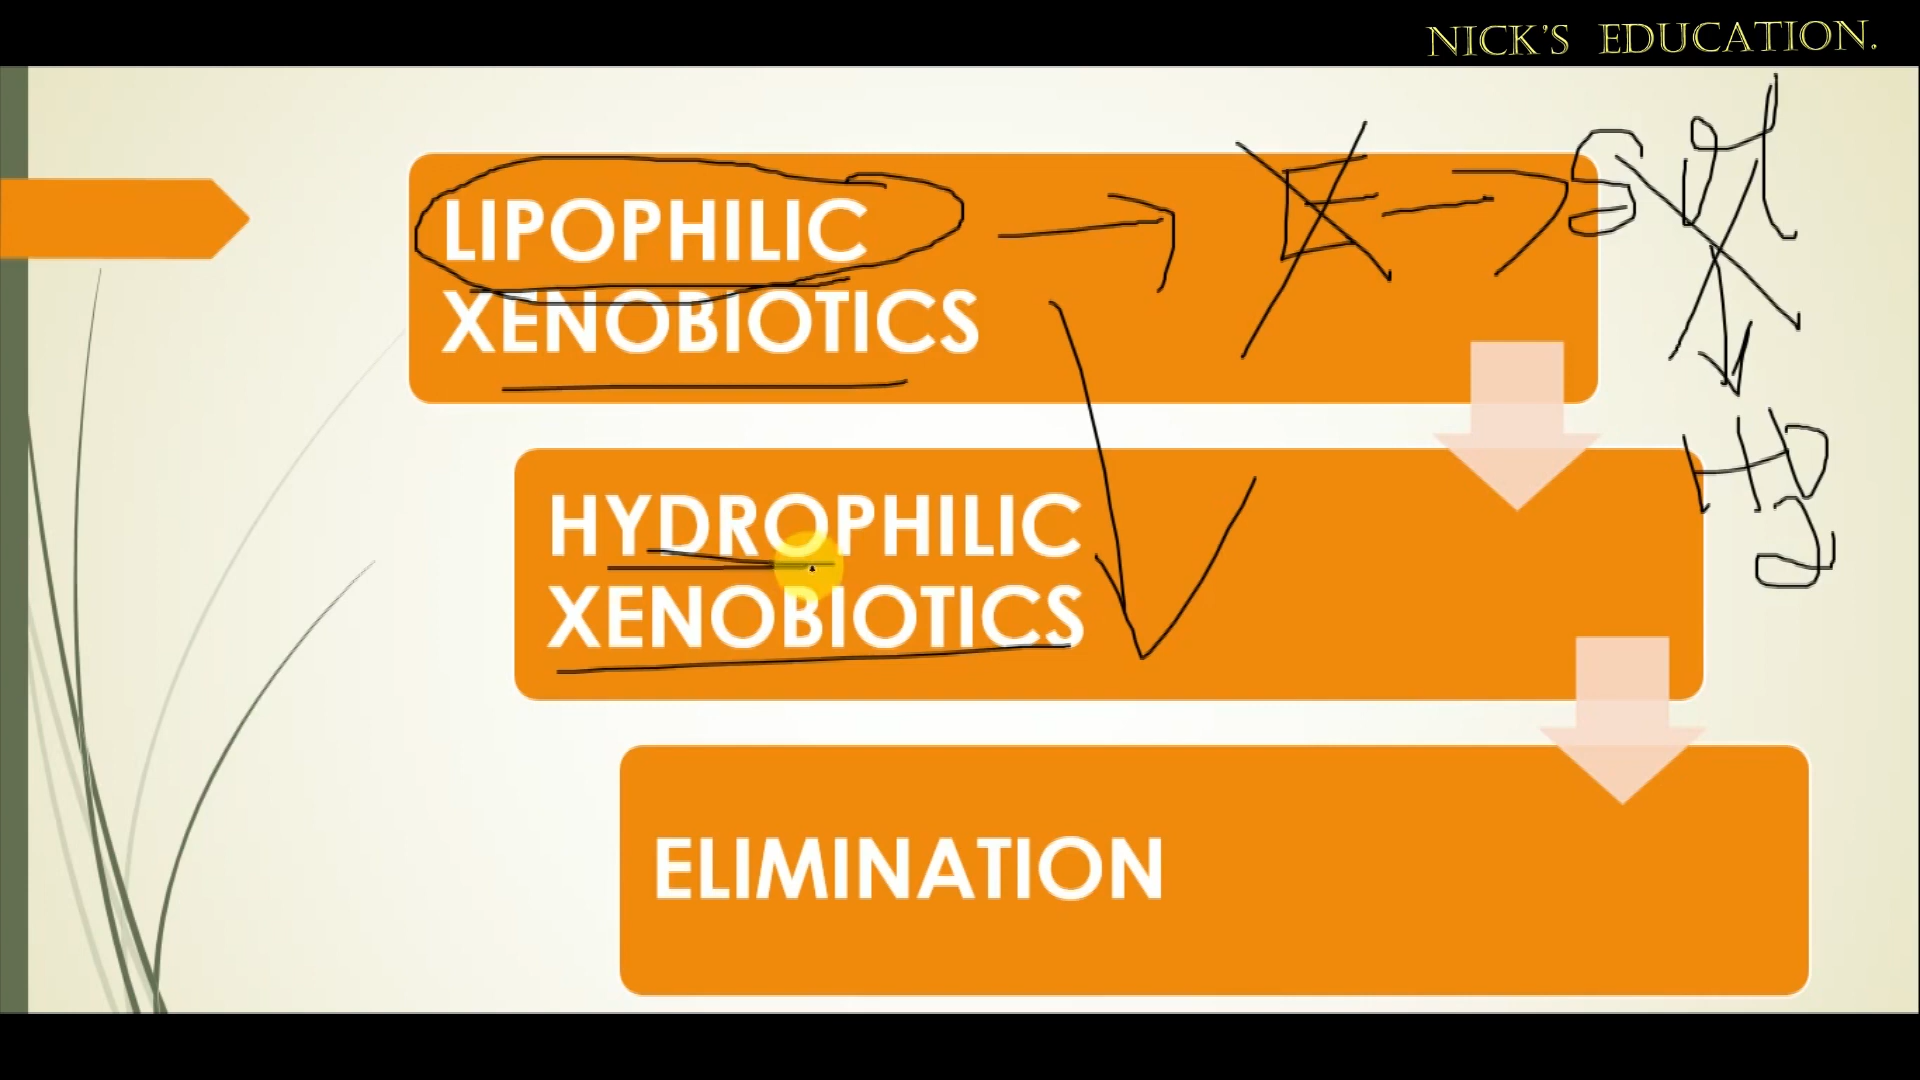 NICK'S EDUCATION.
LIPOPHILIC
XENOBIOTICS
E
HYDROPHILIC
XENOBIOTICS
ELIMINATION